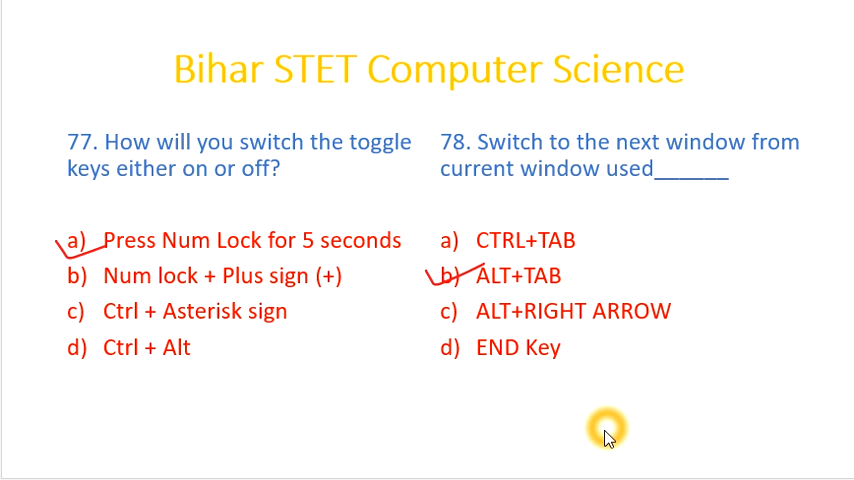 Bihar STET Computer Science
77. How will you switch the toggle
keys either on or off?
a) Press Num Lock for 5 seconds
b) Num lock + Plus sign (+)
c) Ctrl + Asterisk sign
d) Ctrl + Alt
78. Switch to the next window from
current window used______
a) CTRL+TAB
b) ALT+TAB
c) ALT+RIGHT ARROW
d) END Key